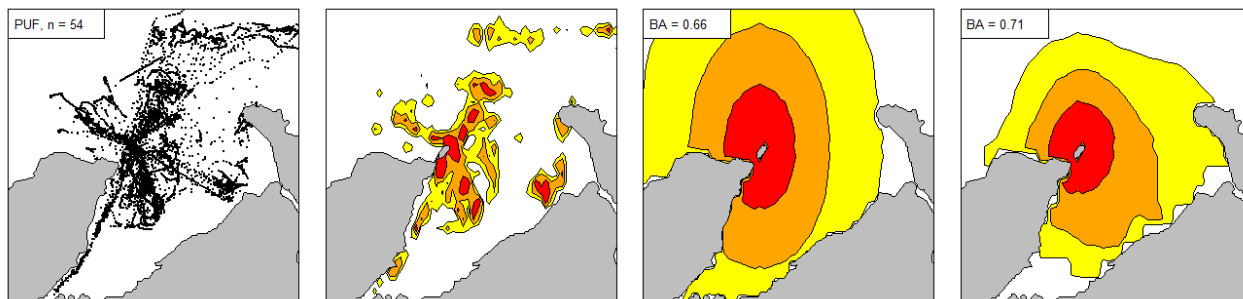 PUF, n = 54
BA = 0.66
BA = 0.71